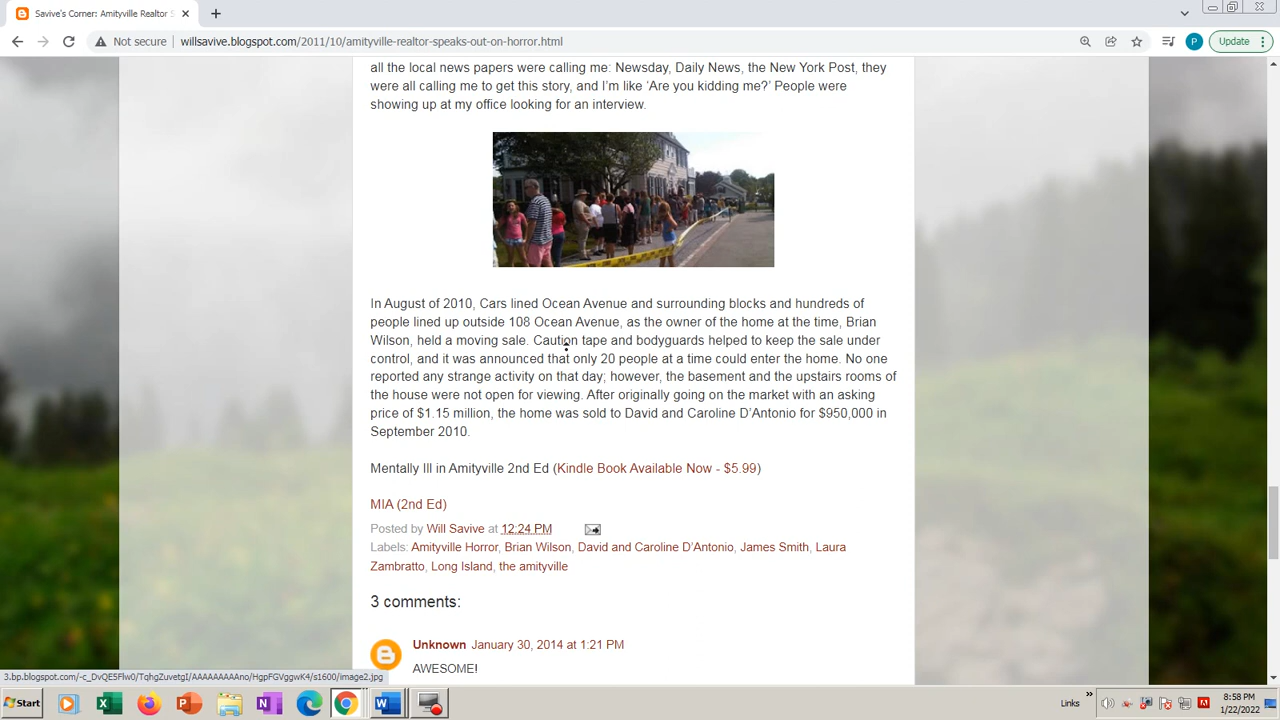 Savive's Corner: Amityville Realtor S
Not secure
willsavive.blogspot.com/2011/10/amityville-realtor-speaks-out-on-horror.html
P
Update
all the local news papers were calling me: Newsday, Daily News, the New York Post, they
were all calling me to get this story, and I'm like 'Are you kidding me?' People were
showing up at my office looking for an interview.
In August of 2010, Cars lined Ocean Avenue and surrounding blocks and hundreds of
people lined up outside 108 Ocean Avenue, as the owner of the home at the time, Brian
Wilson, held a moving sale. Caution tape and bodyguards helped to keep the sale under
control, and it was announced that only 20 people at a time could enter the home. No one
reported any strange activity on that day; however, the basement and the upstairs rooms of
the house were not open for viewing. After originally going on the market with an asking
price of $1.15 million, the home was sold to David and Caroline D'Antonio for $950,000 in
September 2010.
Mentally Ill in Amityville 2nd Ed (Kindle Book Available Now - $5.99)
MIA (2nd Ed)
Posted by Will Savive at 12:24 PM
Labels: Amityville Horror, Brian Wilson, David and Caroline D'Antonio, James Smith, Laura
Zambratto, Long Island, the amityville
3 comments:
Unknown January 30, 2014 at 1:21 PM
AWESOME!
3.bp.blogspot.com/-c_DvQE5Flw0/TqhgZuvetgI/AAAAAAAAAno/HgpFGVggwK4/s1600/image2.jpg
Start
Links
8:58 PM
1/22/2022